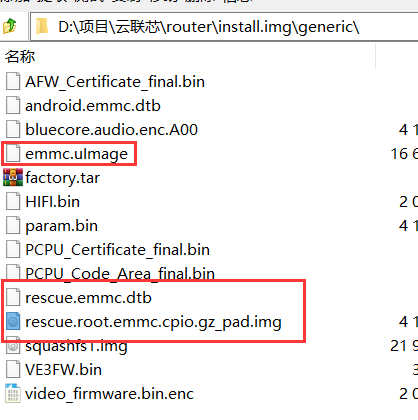 D:\项目\云联芯\router\install.img\generic\
名称
AFW_Certificate_final.bin
android.emmc.dtb
bluecore.audio.enc.A00 4 1
emmc.uImage 16 6
factory.tar
HIFI.bin 2 0
param.bin 4 1
PCPU_Certificate_final.bin
PCPU_Code_Area_final.bin
rescue.emmc.dtb
rescue.root.emmc.cpio.gz_pad.img 4 1
squashfs1.img 21 9
VE3FW.bin 3
video_firmware.bin.enc 2 0